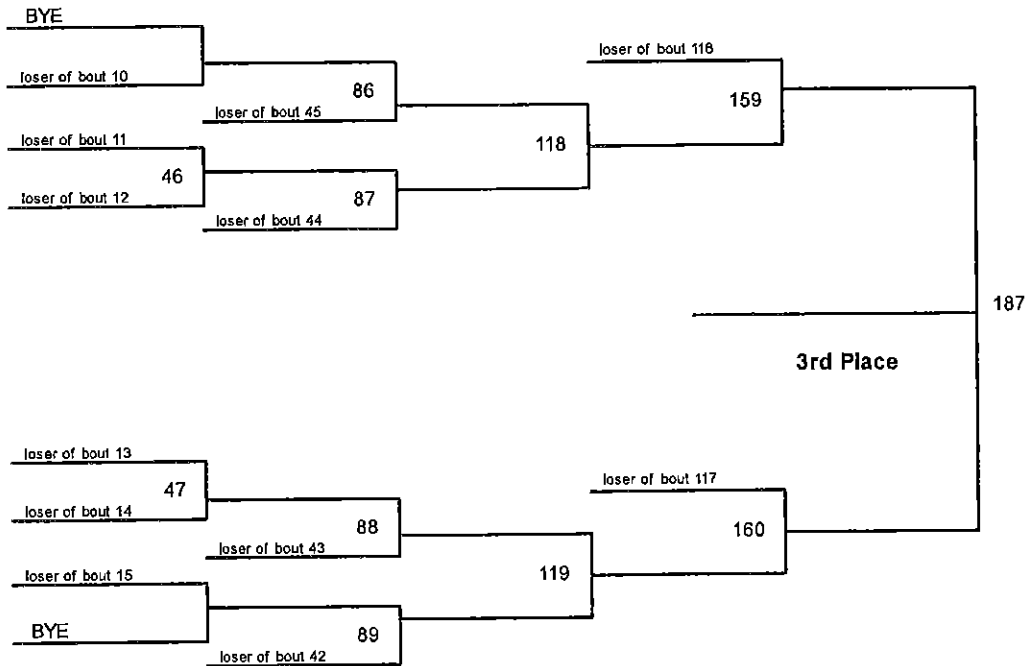 BYE
loser of bout 116
loser of bout 10
86
159
loser of bout 45
loser of bout 11
118
46
loser of bout 12
87
loser of bout 44
187
3rd Place
loser of bout 13
loser of bout 117
47
loser of bout 14
88
160
loser of bout 43
loser of bout 15
119
BYE
89
loser of bout 42